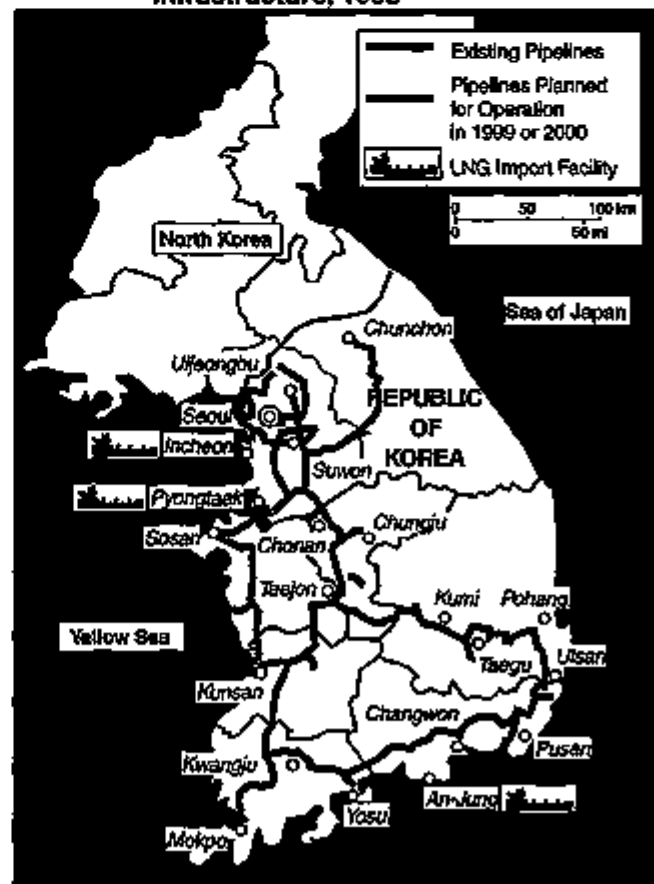 Infrastructure, 1998
Existing Pipelines
Pipelines Planned
for Operation
in 1999 or 2000
LNG Import Facility
0 50 100 km
0 50 mi
North Korea
Sea of Japan
Chunchon
Uijeongbu
REPUBLIC
OF
KOREA
Seoul
Incheon
Suwon
Pyongtaek
Sosan
Chonan
Chungju
Taejon
Kumi
Pohang
Yellow Sea
Taegu
Ulsan
Kunsan
Changwon
Pusan
Kwangju
An-Jung
Yosu
Mokpo